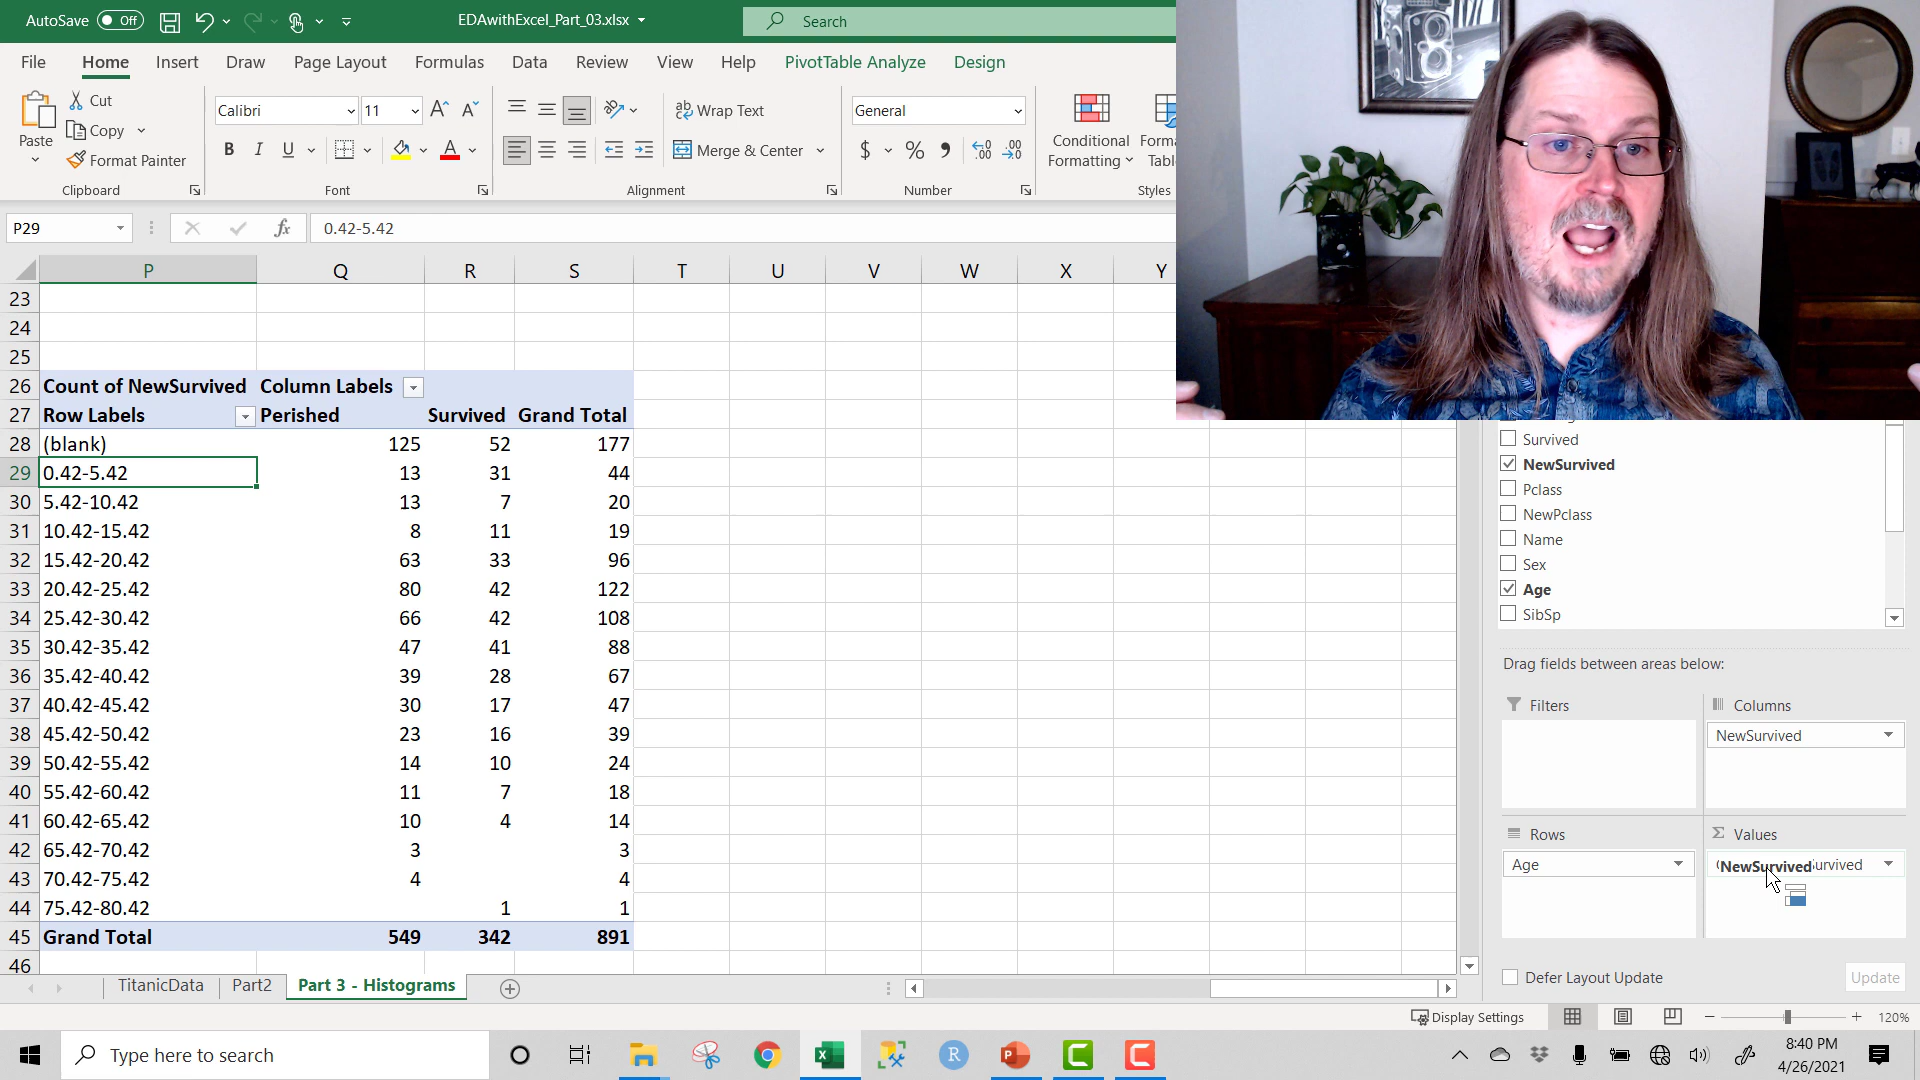 AutoSave Off
EDAwithExcel_Part_03.xlsx
Search
File Home Insert Draw Page Layout Formulas Data Review View Help PivotTable Analyze Design
Paste
Cut
Copy
Format Painter
Clipboard
Calibri 11
B I U
Font
Wrap Text
Merge & Center
Alignment
General
$ % 9
Number
Conditional
Formatting
Styles
P29 fx 0.42-5.42
P Q R S T U V W X Y
23
24
25
26 Count of NewSurvived Column Labels
27 Row Labels Perished Survived Grand Total
28 (blank) 125 52 177
29 0.42-5.42 13 31 44
30 5.42-10.42 13 7 20
31 10.42-15.42 8 11 19
32 15.42-20.42 63 33 96
33 20.42-25.42 80 42 122
34 25.42-30.42 66 42 108
35 30.42-35.42 47 41 88
36 35.42-40.42 39 28 67
37 40.42-45.42 30 17 47
38 45.42-50.42 23 16 39
39 50.42-55.42 14 10 24
40 55.42-60.42 11 7 18
41 60.42-65.42 10 4 14
42 65.42-70.42 3 3
43 70.42-75.42 4 4
44 75.42-80.42 1 1
45 Grand Total 549 342 891
46
Survived
NewSurvived
Pclass
NewPclass
Name
Sex
Age
SibSp
Drag fields between areas below:
Filters
Columns
NewSurvived
Rows
Age
Values
NewSurvived
Defer Layout Update Update
TitanicData Part2 Part 3 - Histograms
Display Settings 120%
Type here to search
8:40 PM
4/26/2021